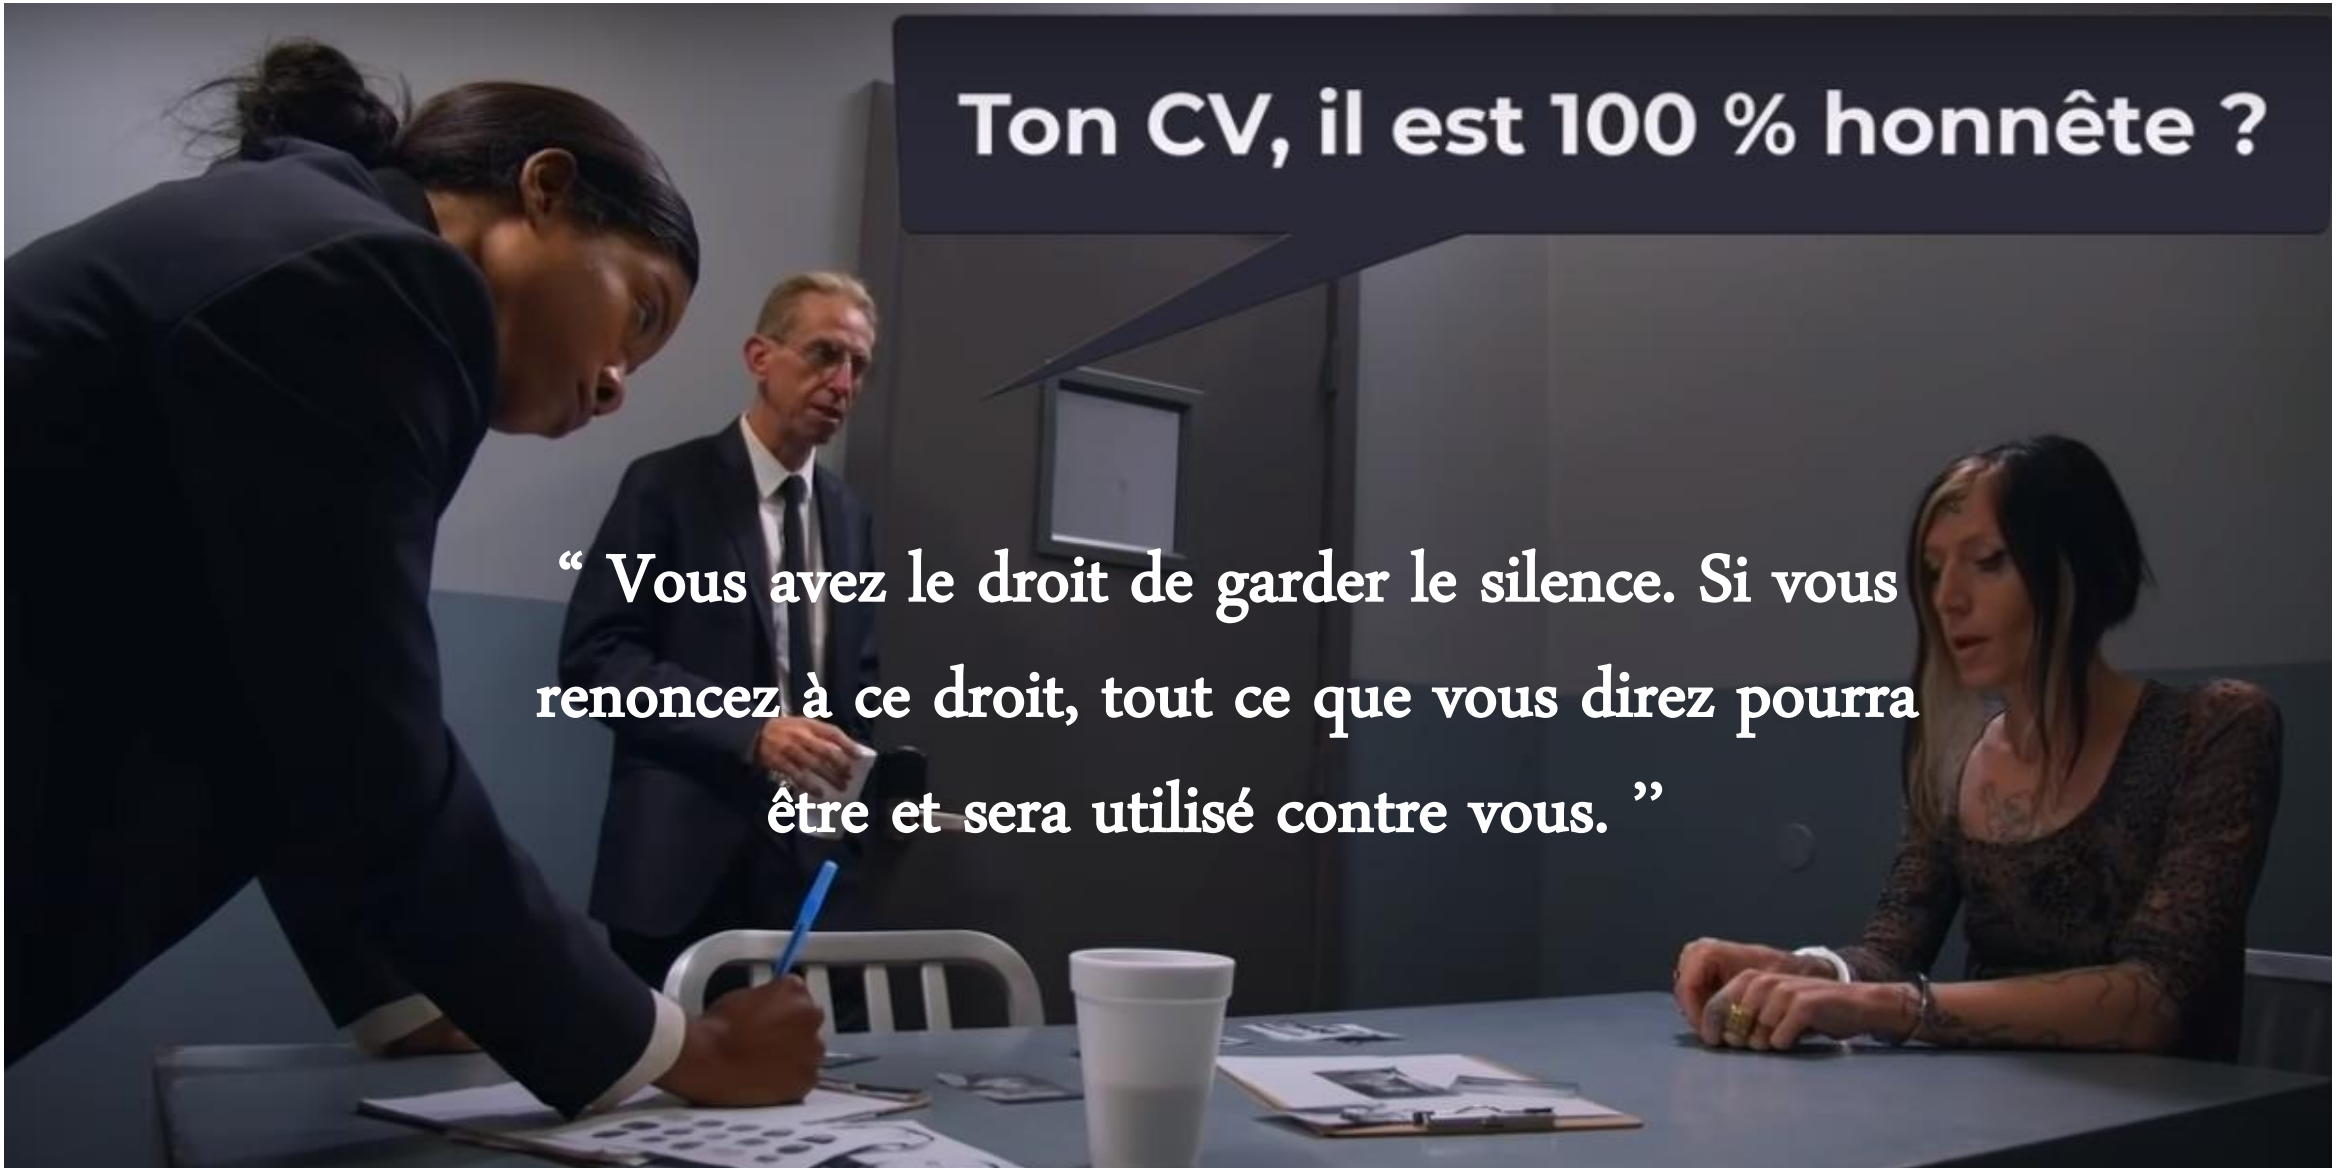 Ton CV, il est 100 % honnête ?
“ Vous avez le droit de garder le silence. Si vous
renoncez à ce droit, tout ce que vous direz pourra
être et sera utilisé contre vous. ’’